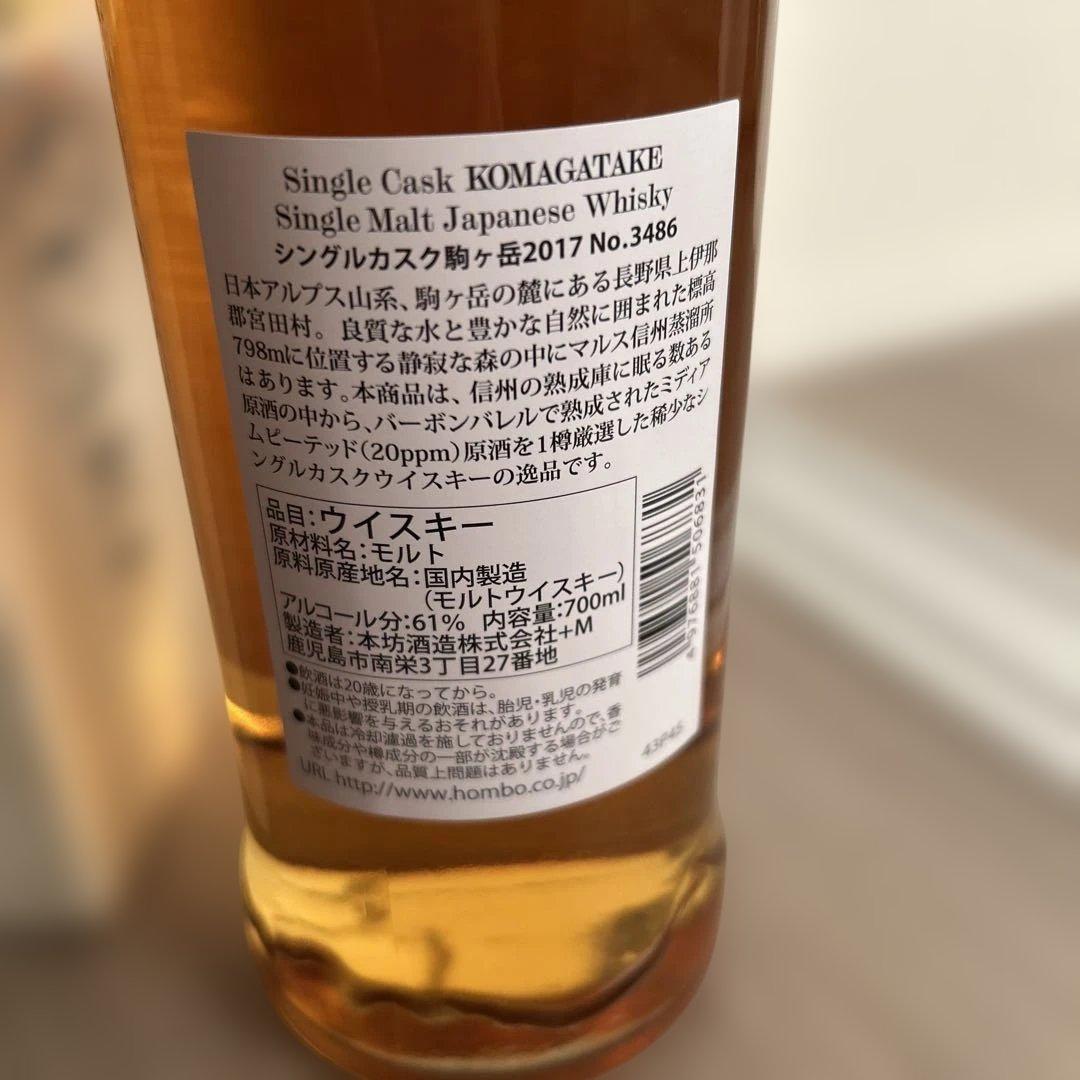 Single Cask KOMAGATAKE
Single Malt Japanese Whisky
シングルカスク駒ヶ岳2017 No.3486
日本アルプス山系、駒ヶ岳の麓にある長野県上伊那
郡宮田村。良質な水と豊かな自然に囲まれた標高
798mに位置する静寂な森の中にマルス信州蒸溜所
はあります。本商品は、信州の熟成庫に眠る数ある
原酒の中から、バーボンバレルで熟成されたミディア
ムピーテッド(20ppm)原酒を1樽厳選した稀少なシ
ングルカスクウイスキーの逸品です。
品目:ウイスキー
原材料名:モルト
原料原産地名:国内製造
(モルトウイスキー)
アルコール分:61% 内容量:700ml
製造者:本坊酒造株式会社+M
鹿児島市南栄3丁目27番地
●飲酒は20歳になってから。
●妊娠中や授乳期の飲酒は、胎児・乳児の発育
に悪影響を与えるおそれがあります。
●本品は冷却濾過を施しておりませんので、香
味成分や樽成分の一部が沈殿する場合がご
ざいますが、品質上問題はありません。
URL http://www.hombo.co.jp/
4 976881 506831
43P45